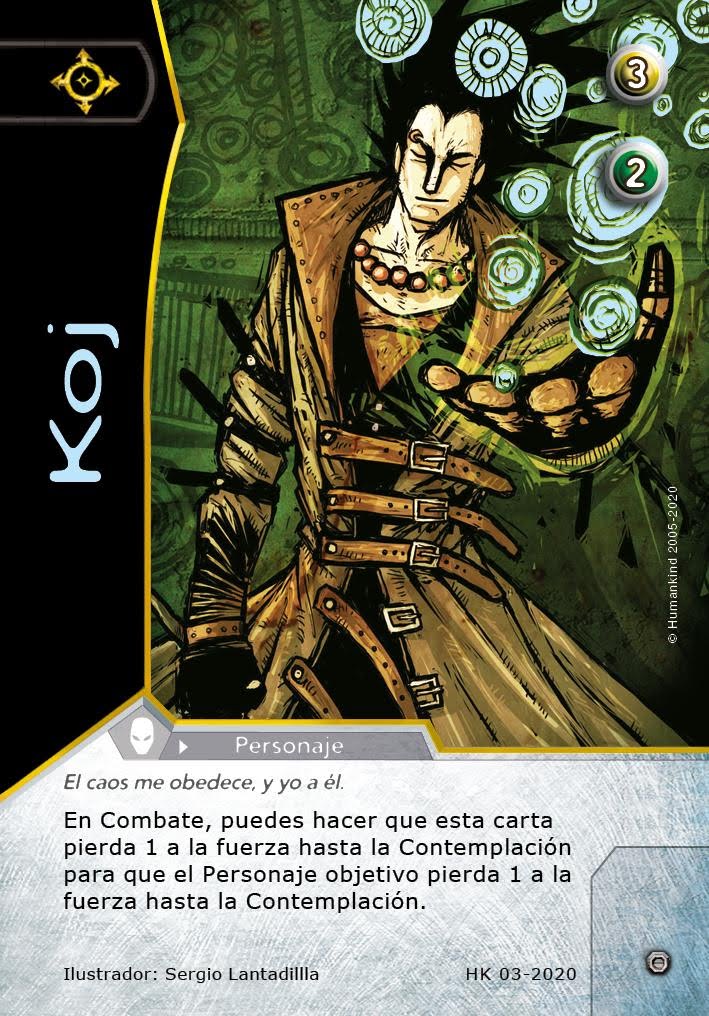 3
2
Koj
© Humankind 2005-2020
Personaje
El caos me obedece, y yo a él.
En Combate, puedes hacer que esta carta
pierda 1 a la fuerza hasta la Contemplación
para que el Personaje objetivo pierda 1 a la
fuerza hasta la Contemplación.
Ilustrador: Sergio Lantadillla
HK 03-2020